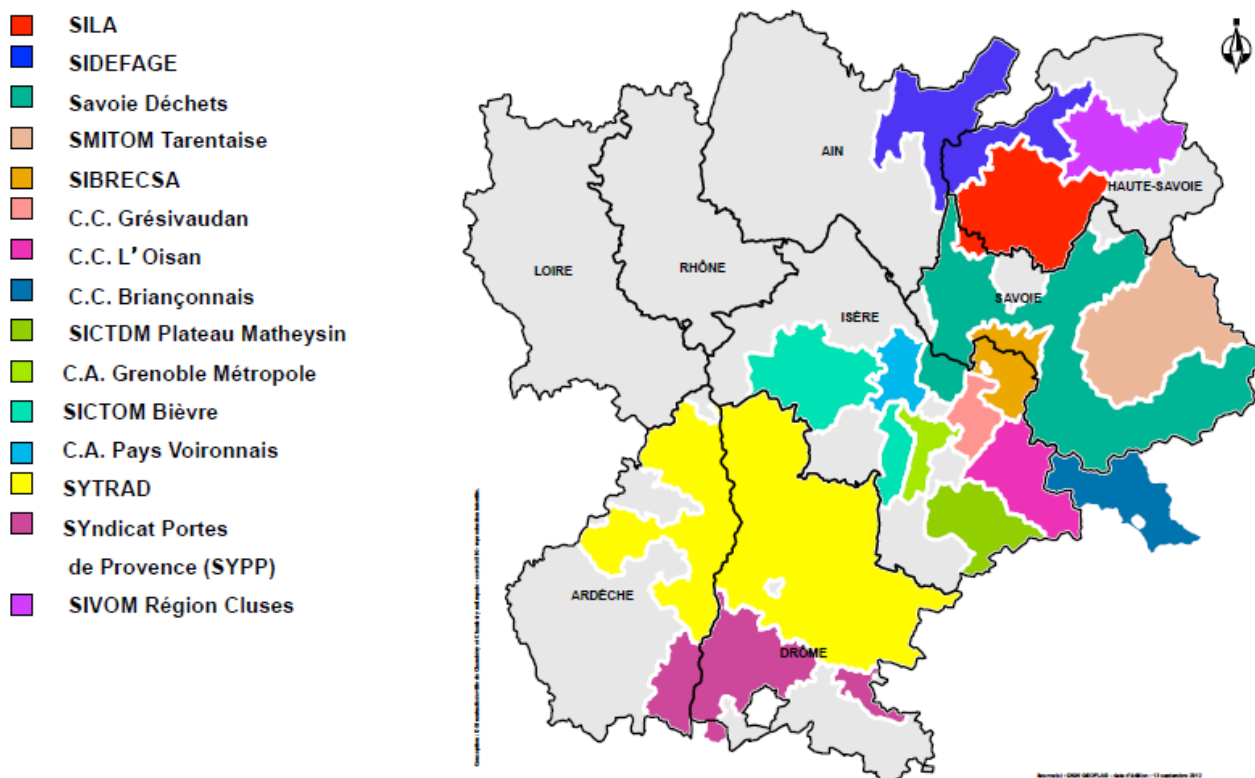 SILA
SIDEFAGE
Savoie Déchets
SMITOM Tarentaise
SIBRECSA
C.C. Grésivaudan
C.C. L’Oisan
C.C. Briançonnais
SICTDM Plateau Matheysin
C.A. Grenoble Métropole
SICTOM Bièvre
C.A. Pays Voironnais
SYTRAD
SYndicat Portes
de Provence (SYPP)
SIVOM Région Cluses
AIN
HAUTE-SAVOIE
LOIRE
RHÔNE
SAVOIE
ISÈRE
ARDÈCHE
DRÔME